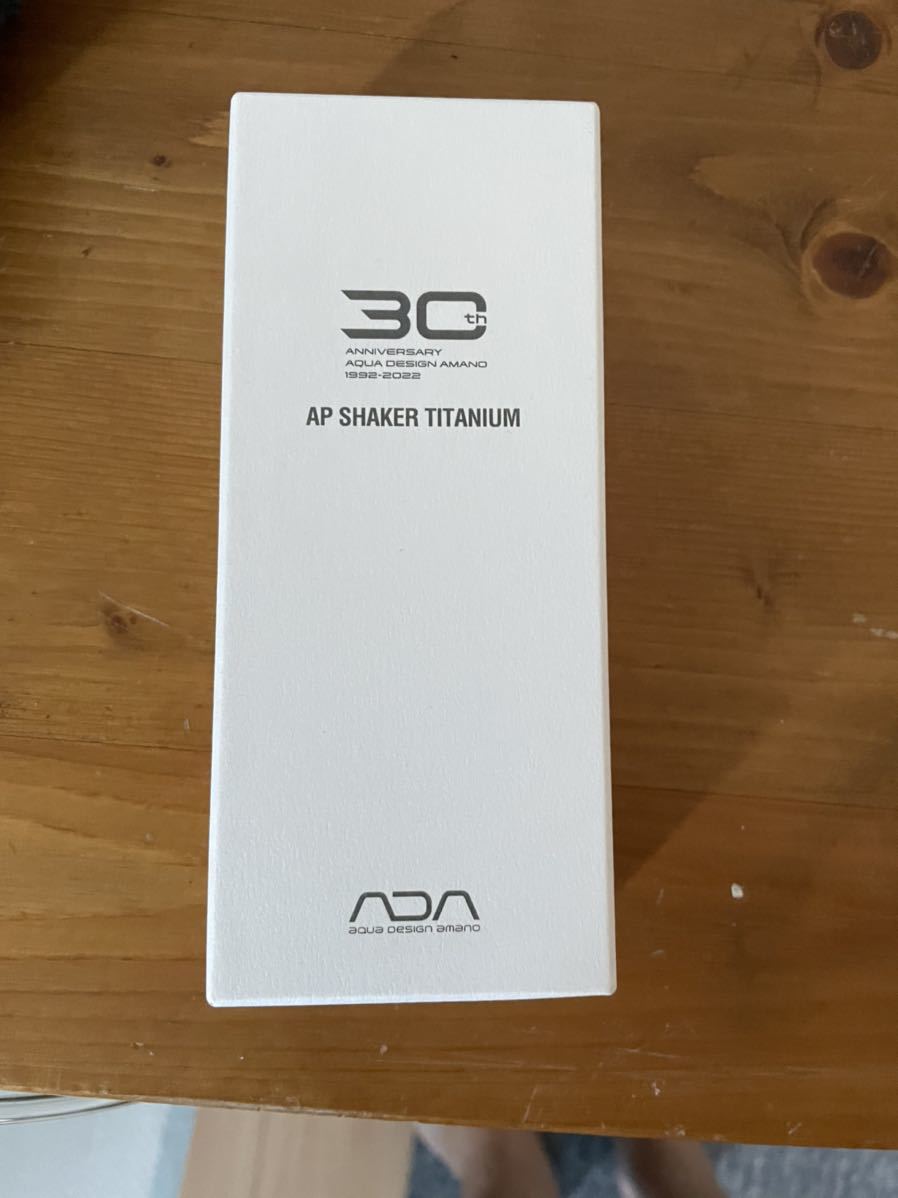 30th
ANNIVERSARY
AQUA DESIGN AMANO
1992-2022
AP SHAKER TITANIUM
ADA
aqua design amano